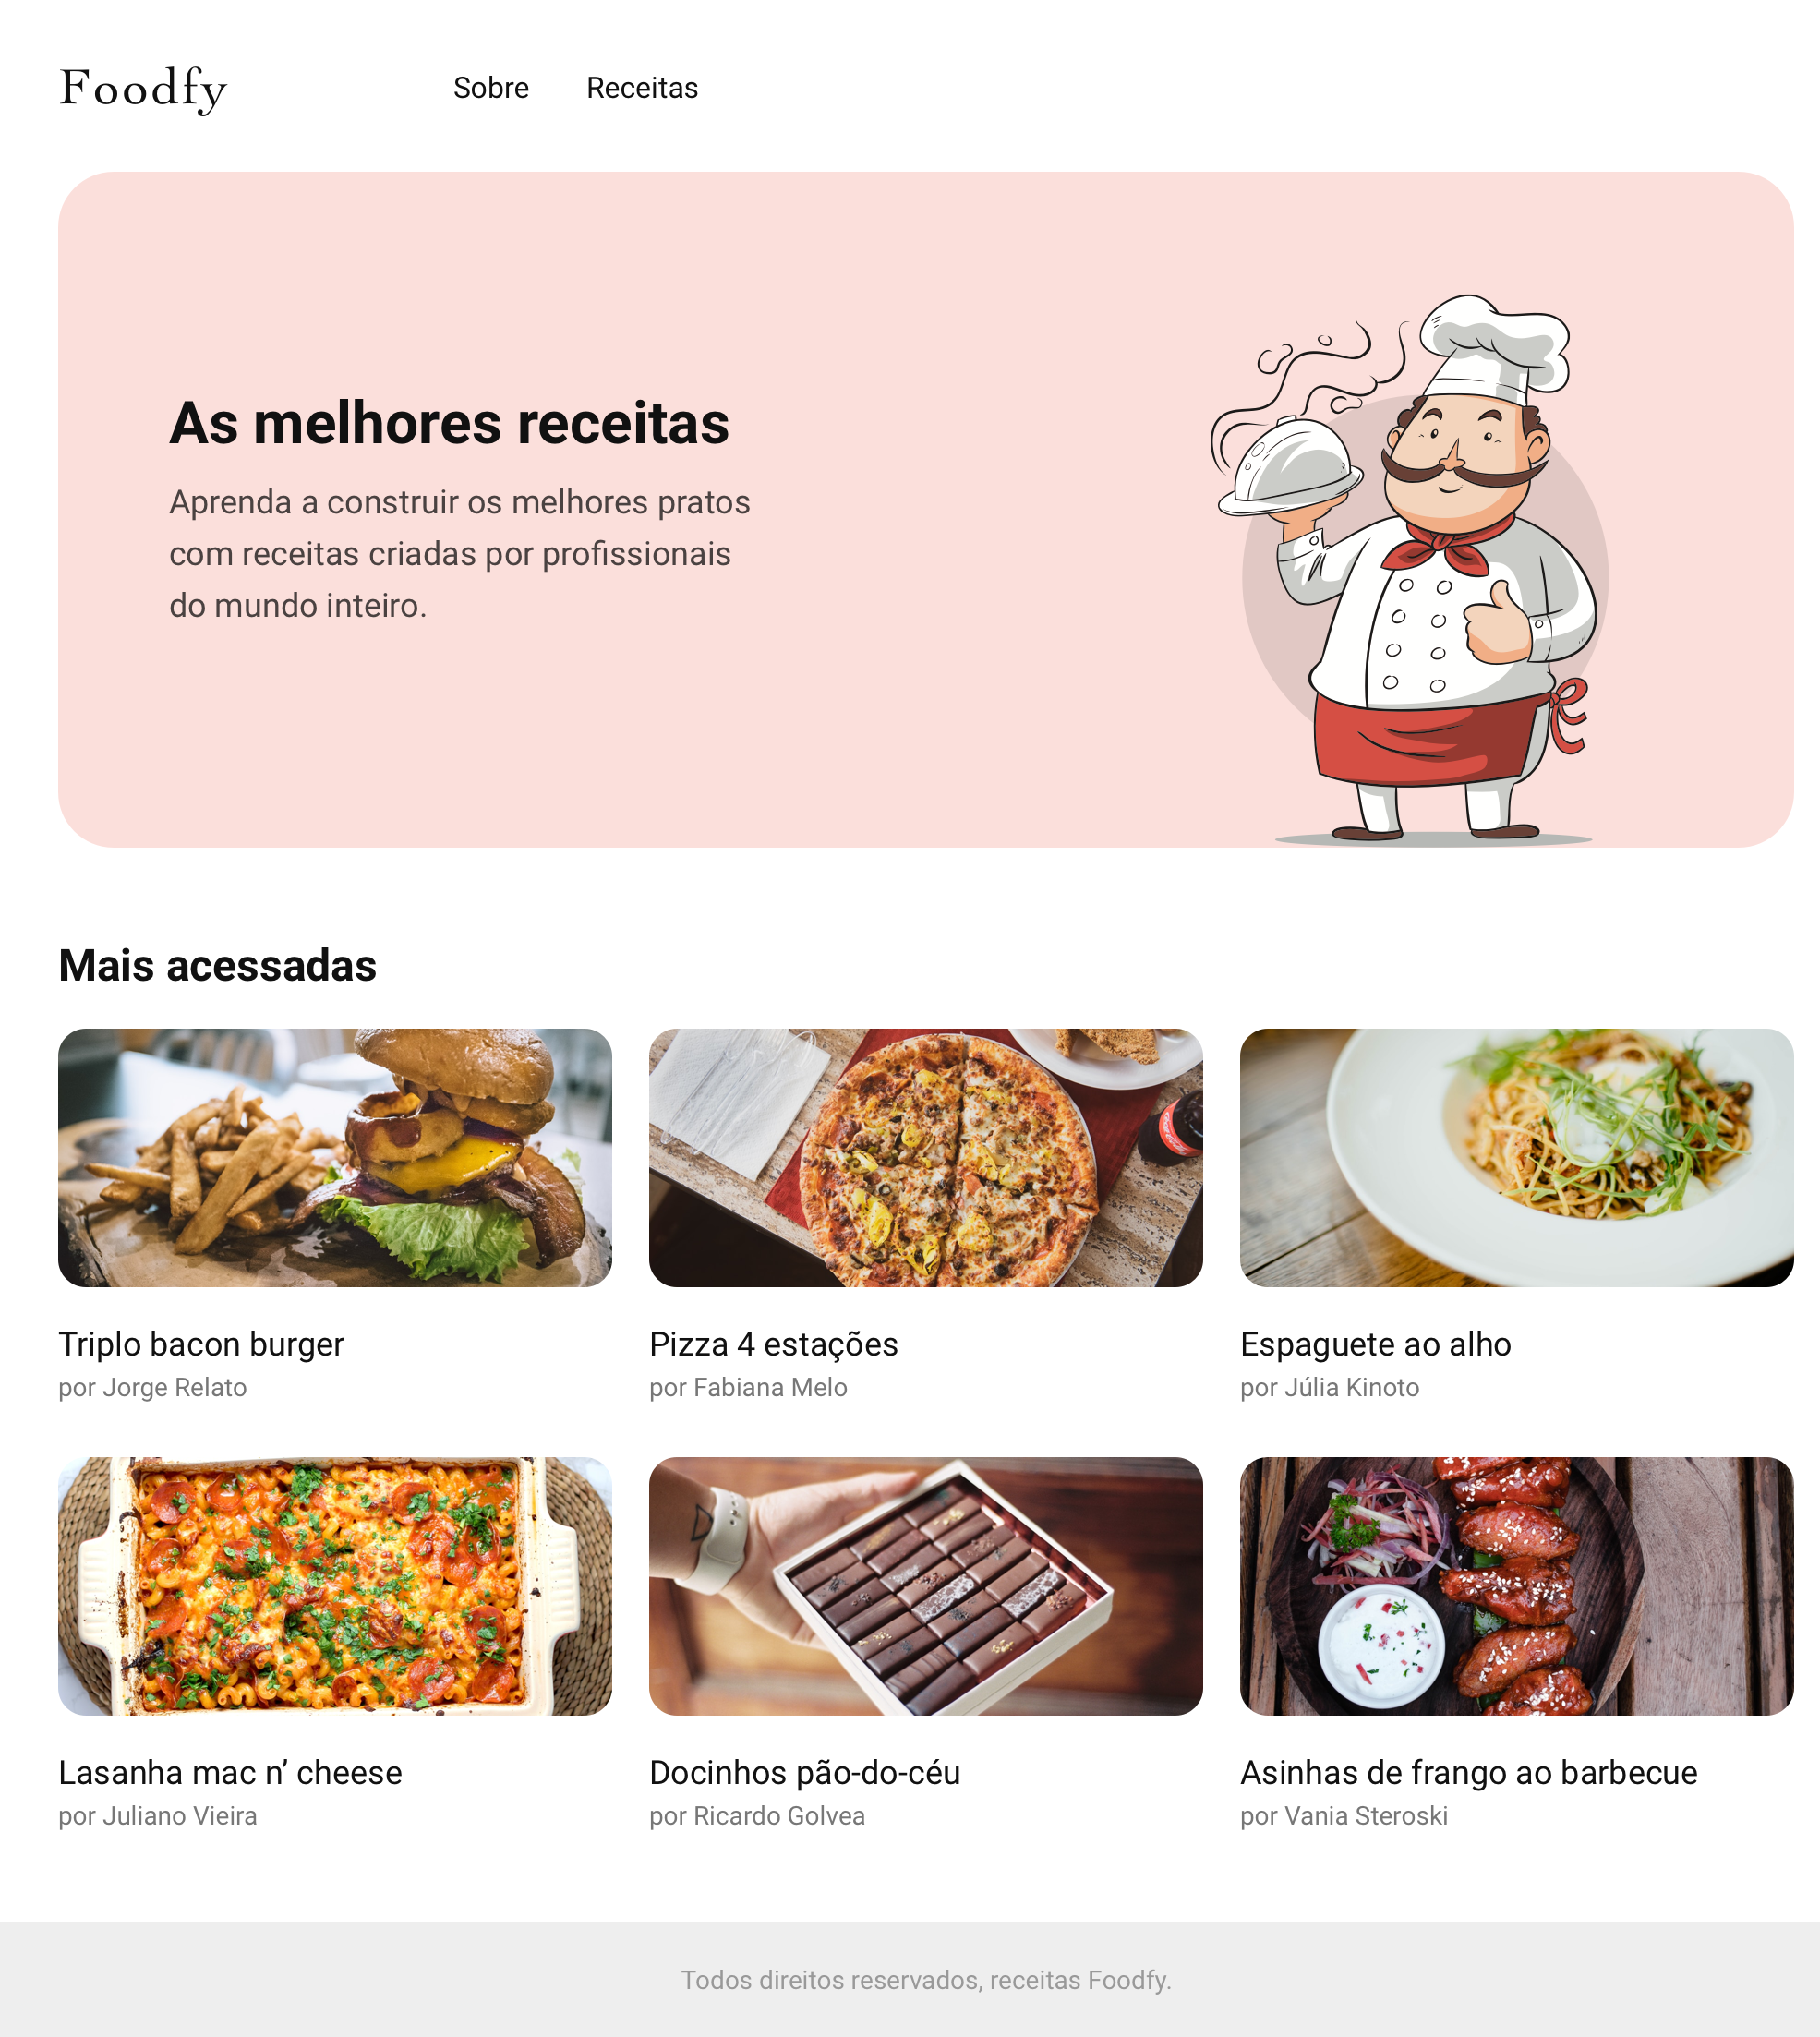 Foodfy
Sobre
Receitas
As melhores receitas
Aprenda a construir os melhores pratos
com receitas criadas por profissionais
do mundo inteiro.
Mais acessadas
Triplo bacon burger
por Jorge Relato
Pizza 4 estações
por Fabiana Melo
Espaguete ao alho
por Júlia Kinoto
Lasanha mac n’ cheese
por Juliano Vieira
Docinhos pão-do-céu
por Ricardo Golvea
Asinhas de frango ao barbecue
por Vania Steroski
Todos direitos reservados, receitas Foodfy.